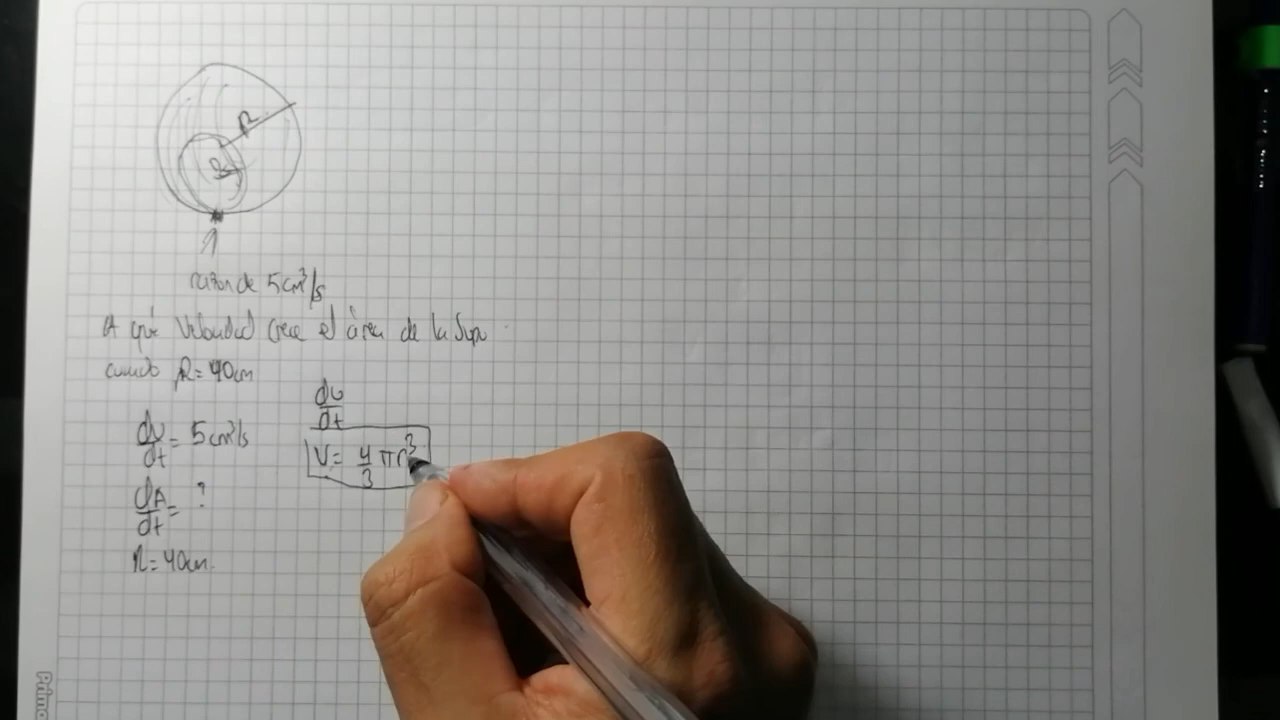 R
R
razon de 5cm³/s
A qué Velocidad crece el área de la Sup.
cuando R=40cm
dv/dt = 5cm³/s
dv/dt
V= 4/3 πr³
dA/dt = ?
R=40cm.